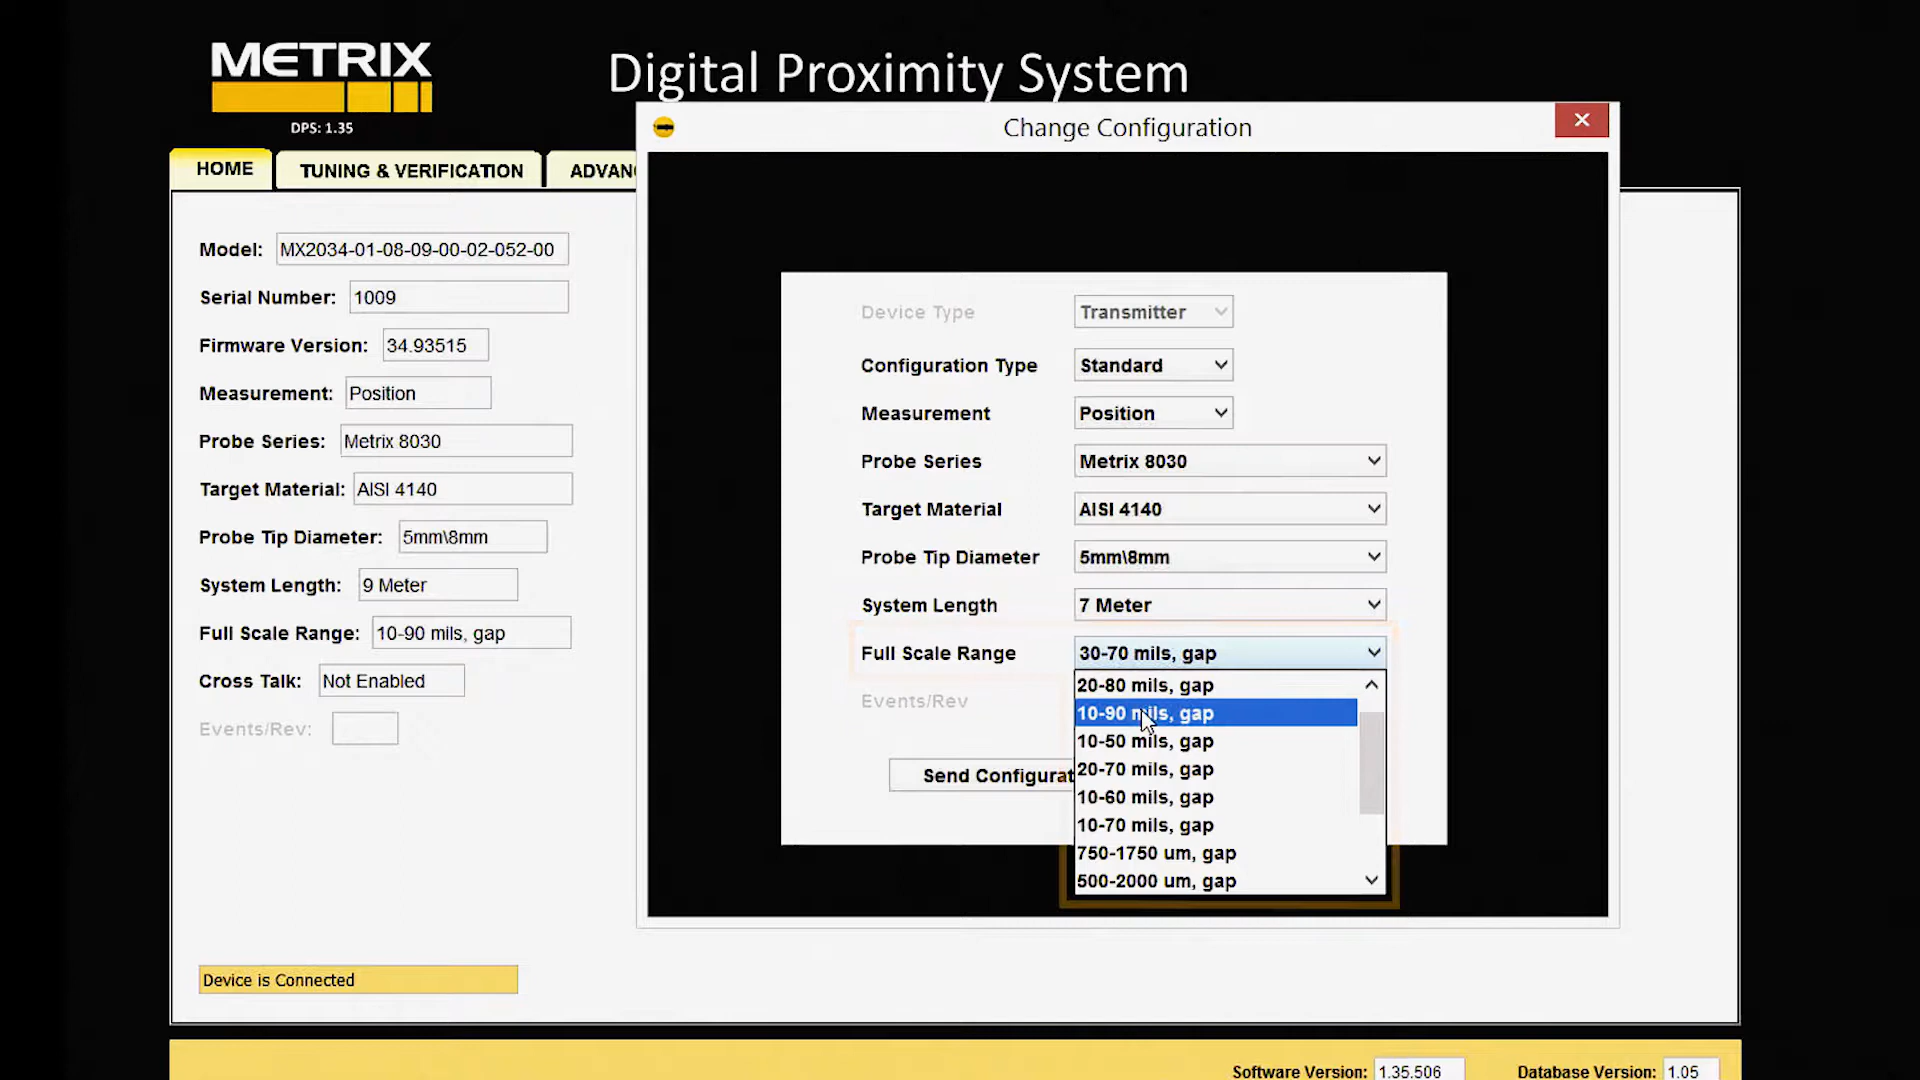 METRIX
DPS: 1.35
Digital Proximity System
Change Configuration
HOME
TUNING & VERIFICATION
ADVAN
Model: MX2034-01-08-09-00-02-052-00
Serial Number: 1009
Firmware Version: 34.93515
Measurement: Position
Probe Series: Metrix 8030
Target Material: AISI 4140
Probe Tip Diameter: 5mm\8mm
System Length: 9 Meter
Full Scale Range: 10-90 mils, gap
Cross Talk: Not Enabled
Events/Rev:
Device is Connected
Device Type Transmitter
Configuration Type Standard
Measurement Position
Probe Series Metrix 8030
Target Material AISI 4140
Probe Tip Diameter 5mm\8mm
System Length 7 Meter
Full Scale Range 30-70 mils, gap
20-80 mils, gap
Events/Rev
10-90 mils, gap
10-50 mils, gap
20-70 mils, gap
Send Configurat
10-60 mils, gap
10-70 mils, gap
750-1750 um, gap
500-2000 um, gap
Software Version: 1.35.506
Database Version: 1.05